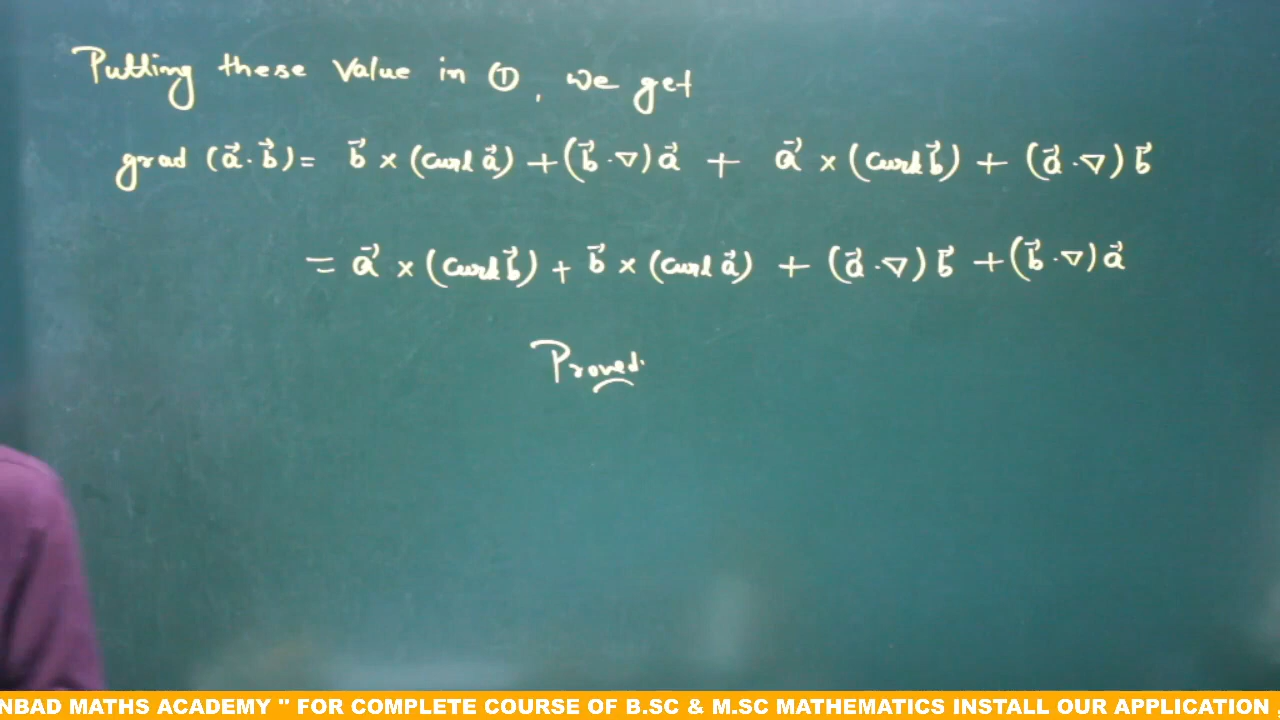 Putting these value in ①, we get
grad (a⃗ · b⃗) = b⃗ × (curl a⃗) + (b⃗ · ∇) a⃗ + a⃗ × (curl b⃗) + (a⃗ · ∇) b⃗
= a⃗ × (curl b⃗) + b⃗ × (curl a⃗) + (a⃗ · ∇) b⃗ + (b⃗ · ∇) a⃗
Proved.
NBAD MATHS ACADEMY " FOR COMPLETE COURSE OF B.SC & M.SC MATHEMATICS INSTALL OUR APPLICATION